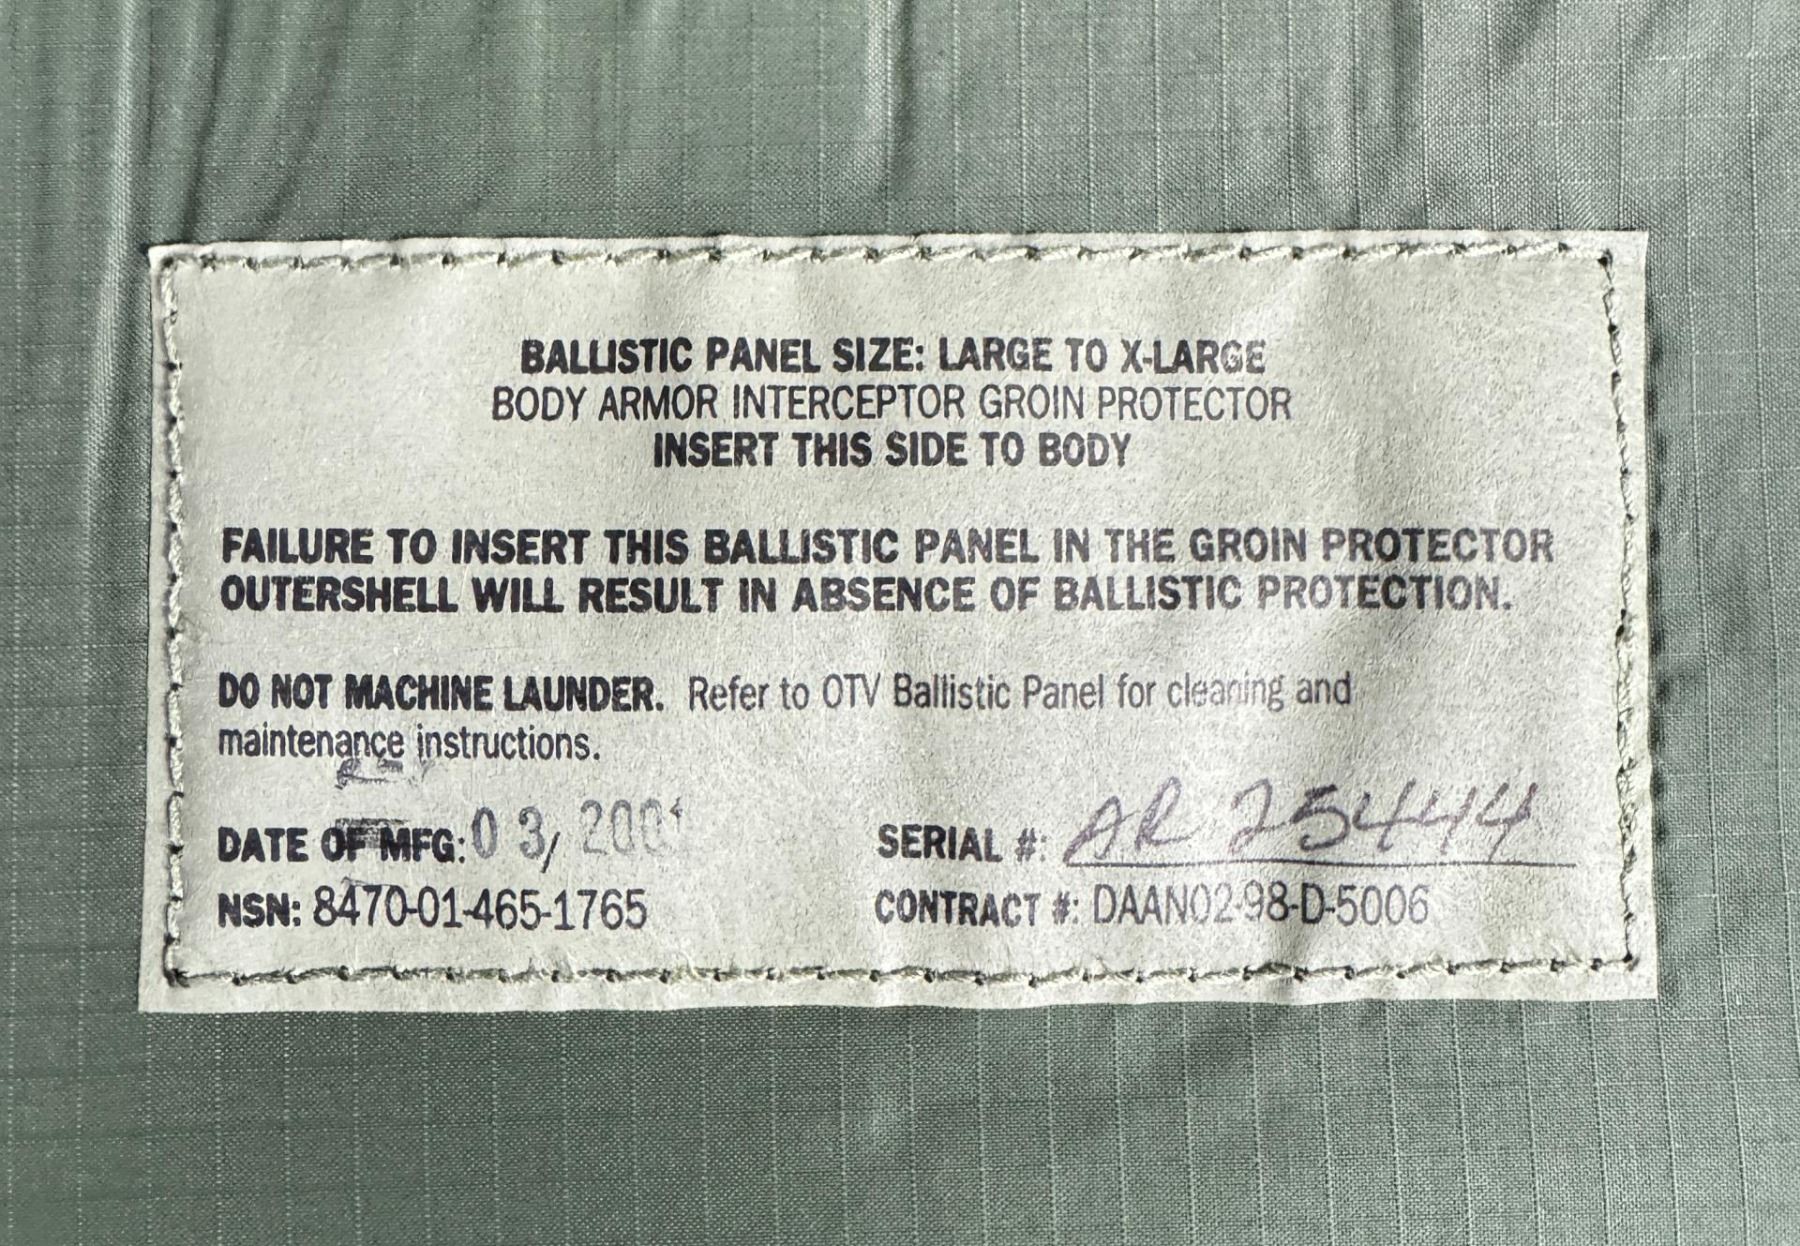 BALLISTIC PANEL SIZE: LARGE TO X-LARGE
BODY ARMOR INTERCEPTOR GROIN PROTECTOR
INSERT THIS SIDE TO BODY
FAILURE TO INSERT THIS BALLISTIC PANEL IN THE GROIN PROTECTOR
OUTERSHELL WILL RESULT IN ABSENCE OF BALLISTIC PROTECTION.
DO NOT MACHINE LAUNDER. Refer to OTV Ballistic Panel for cleaning and
maintenance instructions.
DATE OF MFG: 03/ 2001
SERIAL #: AR 25444
NSN: 8470-01-465-1765
CONTRACT #: DAAN02-98-D-5006